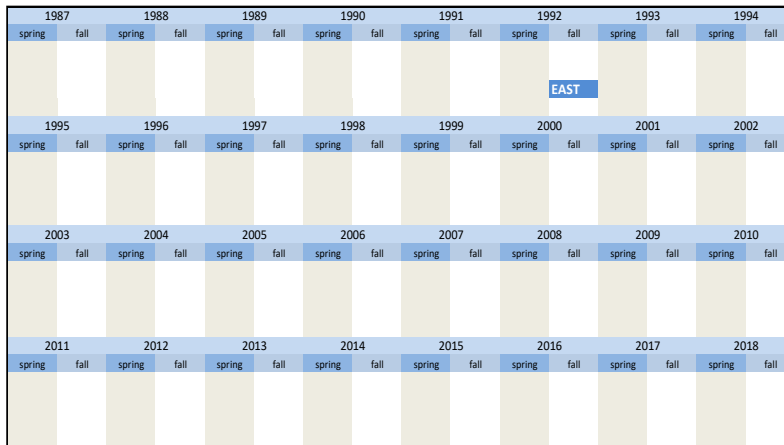 1987 1988 1989 1990 1991 1992 1993 1994
spring fall spring fall spring fall spring fall spring fall spring fall spring fall spring fall
EAST
1995 1996 1997 1998 1999 2000 2001 2002
spring fall spring fall spring fall spring fall spring fall spring fall spring fall spring fall
2003 2004 2005 2006 2007 2008 2009 2010
spring fall spring fall spring fall spring fall spring fall spring fall spring fall spring fall
2011 2012 2013 2014 2015 2016 2017 2018
spring fall spring fall spring fall spring fall spring fall spring fall spring fall spring fall